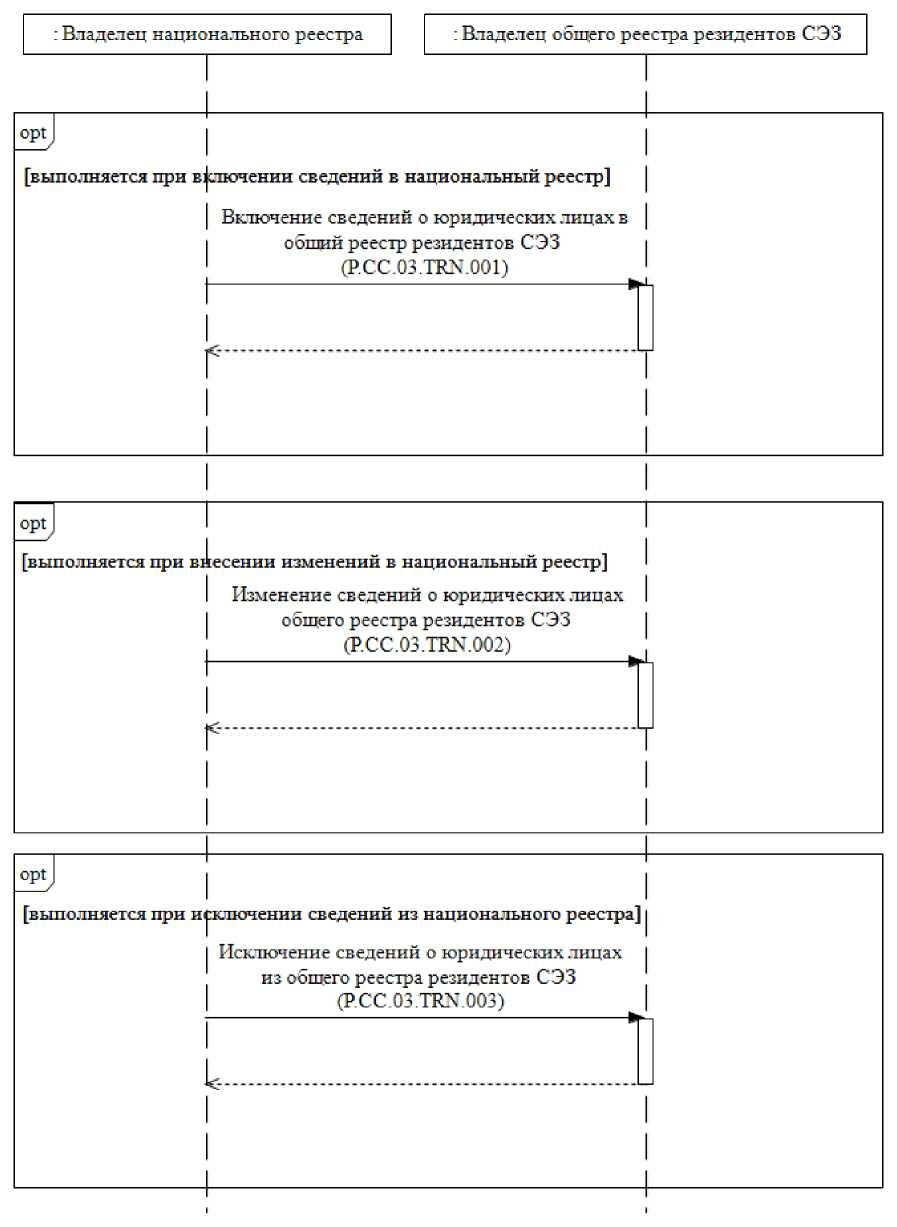 : Владелец национального реестра
: Владелец общего реестра резидентов СЭЗ
opt
[выполняется при включении сведений в национальный реестр]
Включение сведений о юридических лицах в
общий реестр резидентов СЭЗ
(P.CC.03.TRN.001)
opt
[выполняется при внесении изменений в национальный реестр]
Изменение сведений о юридических лицах
общего реестра резидентов СЭЗ
(P.CC.03.TRN.002)
opt
[выполняется при исключении сведений из национального реестра]
Исключение сведений о юридических лицах
из общего реестра резидентов СЭЗ
(P.CC.03.TRN.003)